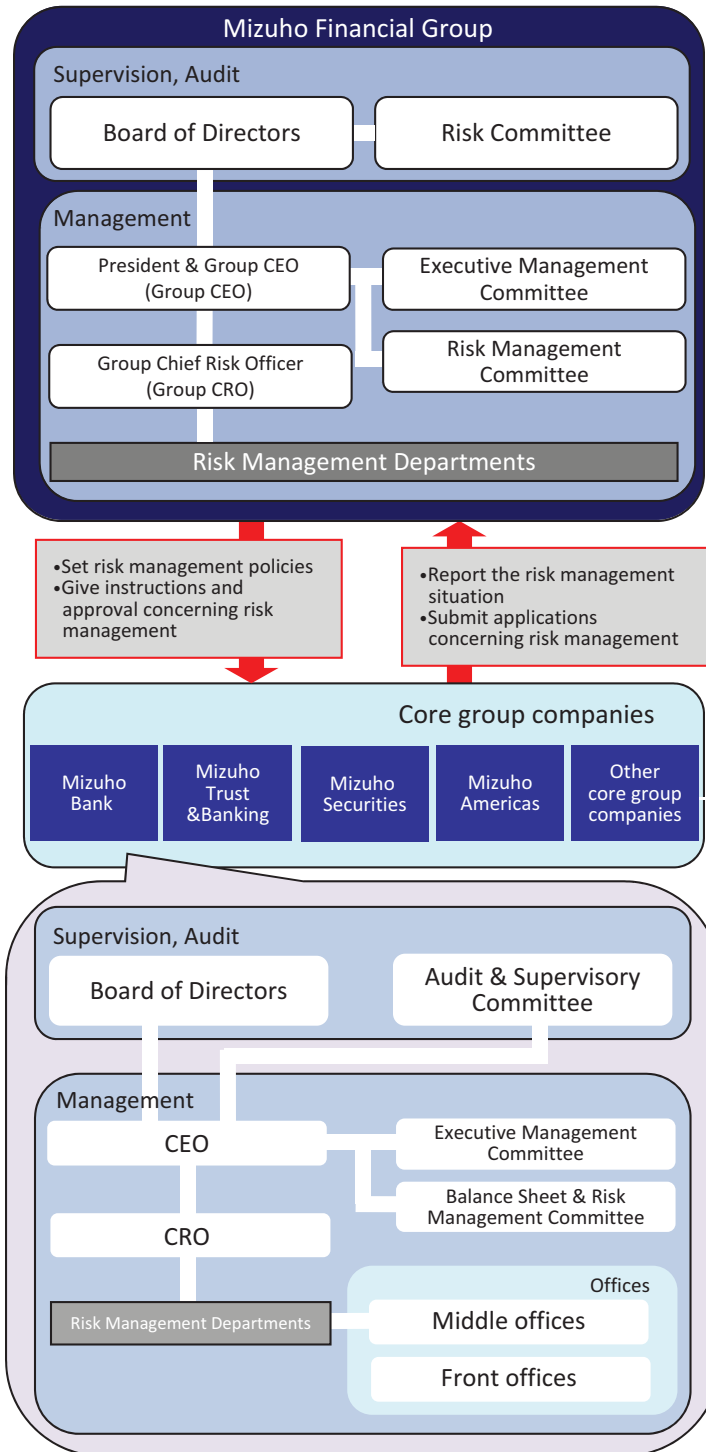 Mizuho Financial Group
Supervision, Audit
Board of Directors
Risk Committee
Management
President & Group CEO
(Group CEO)
Executive Management
Committee
Group Chief Risk Officer
(Group CRO)
Risk Management
Committee
Risk Management Departments
•Set risk management policies
•Give instructions and
approval concerning risk
management
•Report the risk management
situation
•Submit applications
concerning risk management
Core group companies
Mizuho
Bank
Mizuho
Trust
&Banking
Mizuho
Securities
Mizuho
Americas
Other
core group
companies
Supervision, Audit
Board of Directors
Audit & Supervisory
Committee
Management
CEO
Executive Management
Committee
Balance Sheet & Risk
Management Committee
CRO
Offices
Risk Management Departments
Middle offices
Front offices